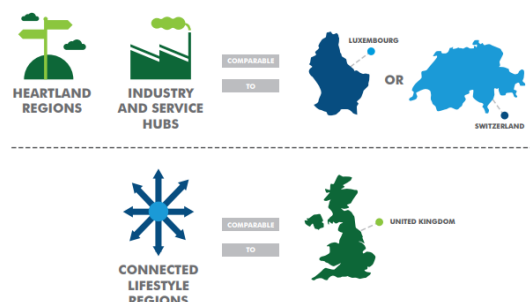 HEARTLAND
REGIONS
INDUSTRY
AND SERVICE
HUBS
COMPARABLE
TO
LUXEMBOURG
OR
SWITZERLAND
CONNECTED
LIFESTYLE
REGIONS
COMPARABLE
TO
UNITED KINGDOM